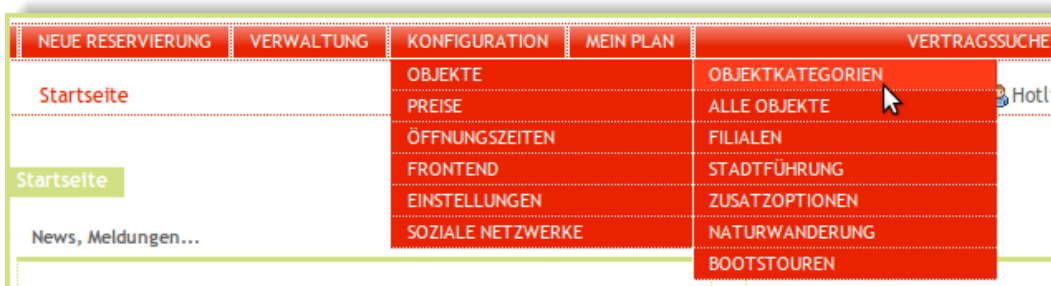 NEUE RESERVIERUNG VERWALTUNG KONFIGURATION MEIN PLAN VERTRAGSSUCHE
OBJEKTE
PREISE
ÖFFNUNGSZEITEN
FRONTEND
EINSTELLUNGEN
SOZIALE NETZWERKE
OBJEKTKATEGORIEN
ALLE OBJEKTE
FILIALEN
STADTFÜHRUNG
ZUSATZOPTIONEN
NATURWANDERUNG
BOOTSTOUREN
Startseite
Startseite
News, Meldungen...